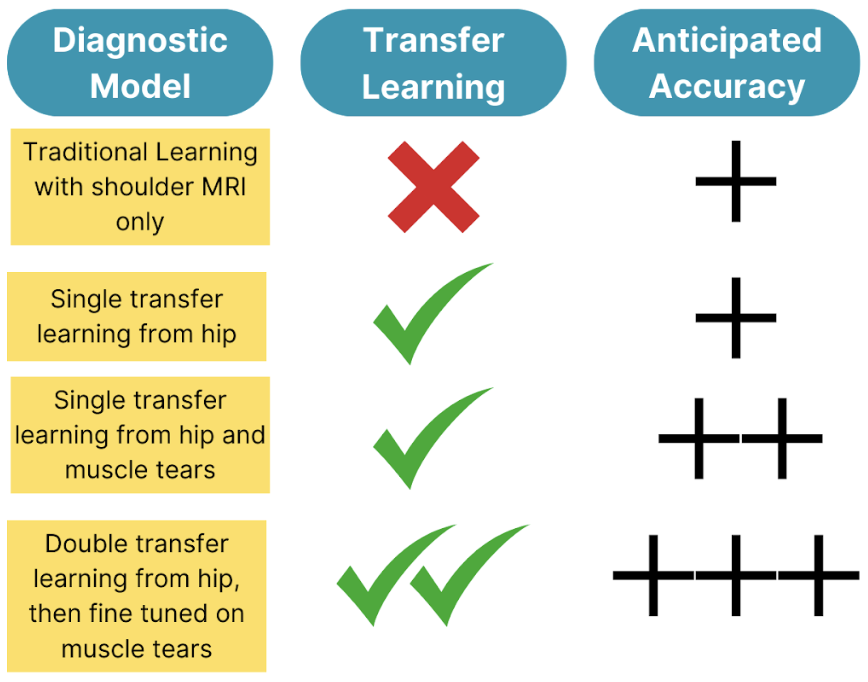 Diagnostic
Model
Transfer
Learning
Anticipated
Accuracy
Traditional Learning
with shoulder MRI
only
Single transfer
learning from hip
Single transfer
learning from hip and
muscle tears
Double transfer
learning from hip,
then fine tuned on
muscle tears